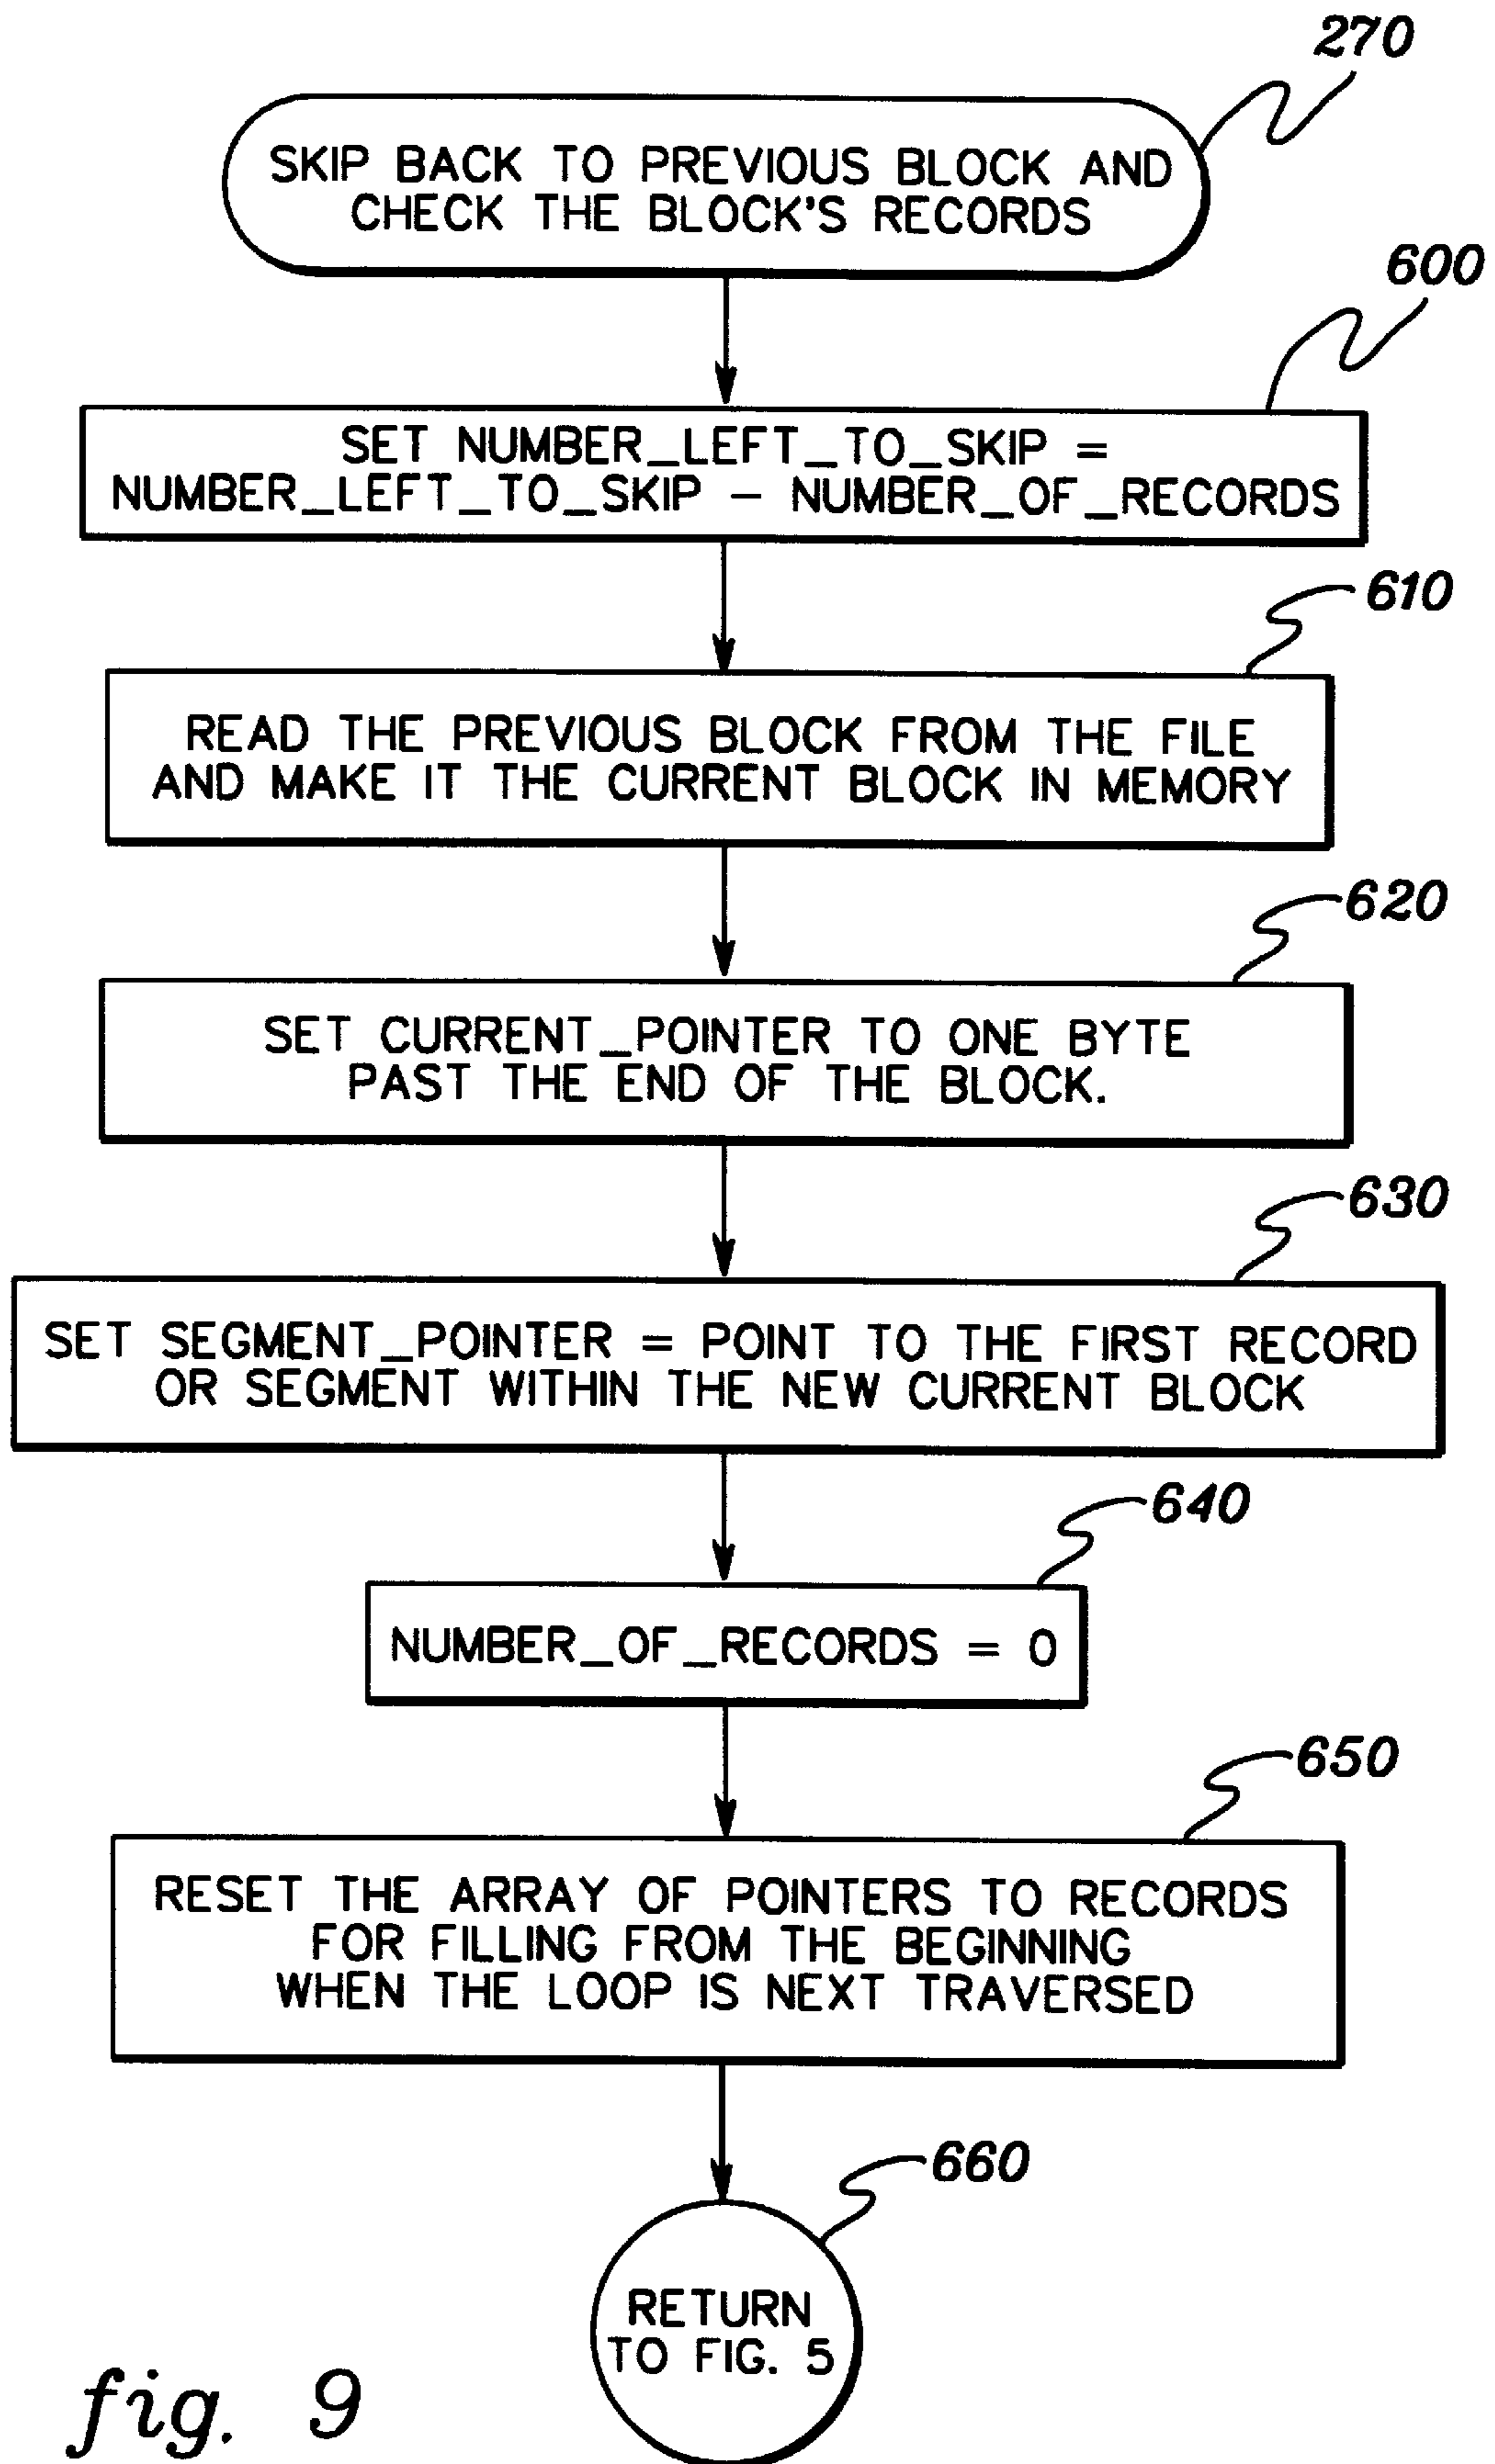 270
SKIP BACK TO PREVIOUS BLOCK AND
CHECK THE BLOCK'S RECORDS
600
SET NUMBER_LEFT_TO_SKIP =
NUMBER_LEFT_TO_SKIP – NUMBER_OF_RECORDS
610
READ THE PREVIOUS BLOCK FROM THE FILE
AND MAKE IT THE CURRENT BLOCK IN MEMORY
620
SET CURRENT_POINTER TO ONE BYTE
PAST THE END OF THE BLOCK.
630
SET SEGMENT_POINTER = POINT TO THE FIRST RECORD
OR SEGMENT WITHIN THE NEW CURRENT BLOCK
640
NUMBER_OF_RECORDS = 0
650
RESET THE ARRAY OF POINTERS TO RECORDS
FOR FILLING FROM THE BEGINNING
WHEN THE LOOP IS NEXT TRAVERSED
660
RETURN
TO FIG. 5
fig. 9